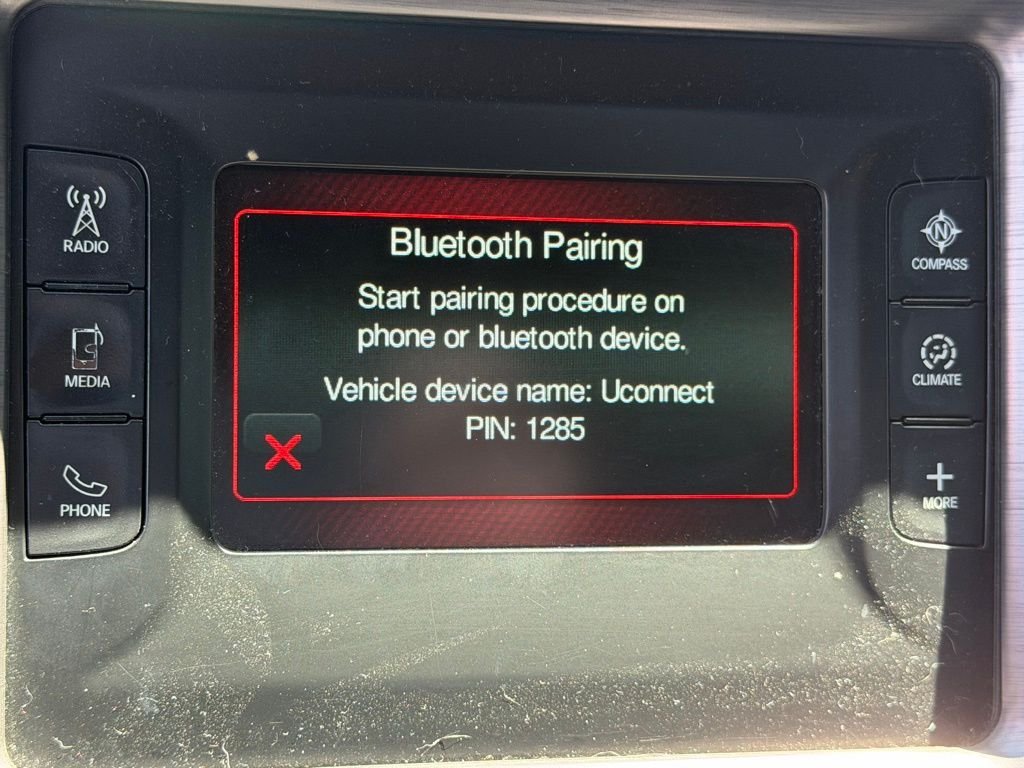 Bluetooth Pairing
Start pairing procedure on
phone or bluetooth device.
Vehicle device name: Uconnect
PIN: 1285
RADIO
MEDIA
PHONE
N
COMPASS
CLIMATE
MORE